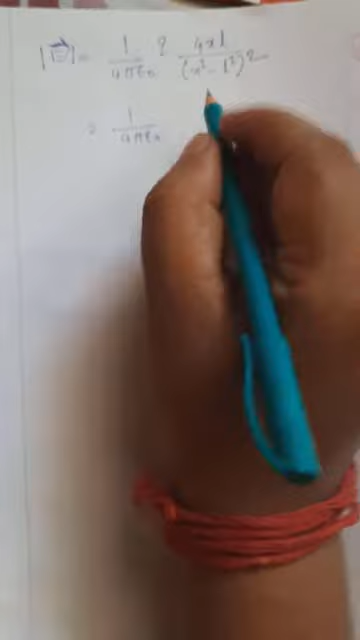 |E⃗| = 1/4πε₀ q 4xl/(x² - l²)²
= 1/4πε₀